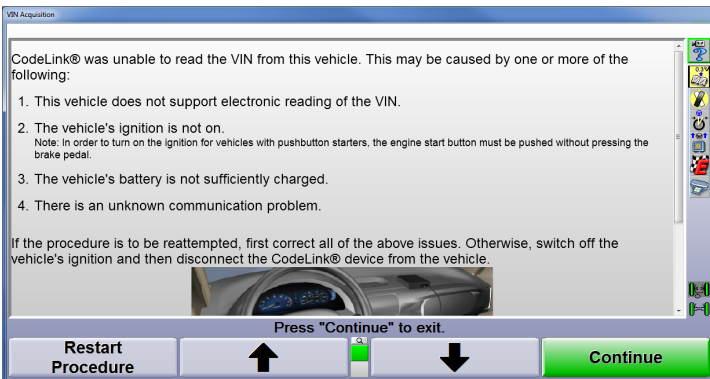 VIN Acquisition
CodeLink® was unable to read the VIN from this vehicle. This may be caused by one or more of the
following:
1. This vehicle does not support electronic reading of the VIN.
2. The vehicle's ignition is not on.
Note: In order to turn on the ignition for vehicles with pushbutton starters, the engine start button must be pushed without pressing the
brake pedal.
3. The vehicle's battery is not sufficiently charged.
4. There is an unknown communication problem.
If the procedure is to be reattempted, first correct all of the above issues. Otherwise, switch off the
vehicle's ignition and then disconnect the CodeLink® device from the vehicle.
Press "Continue" to exit.
Restart
Procedure
Continue